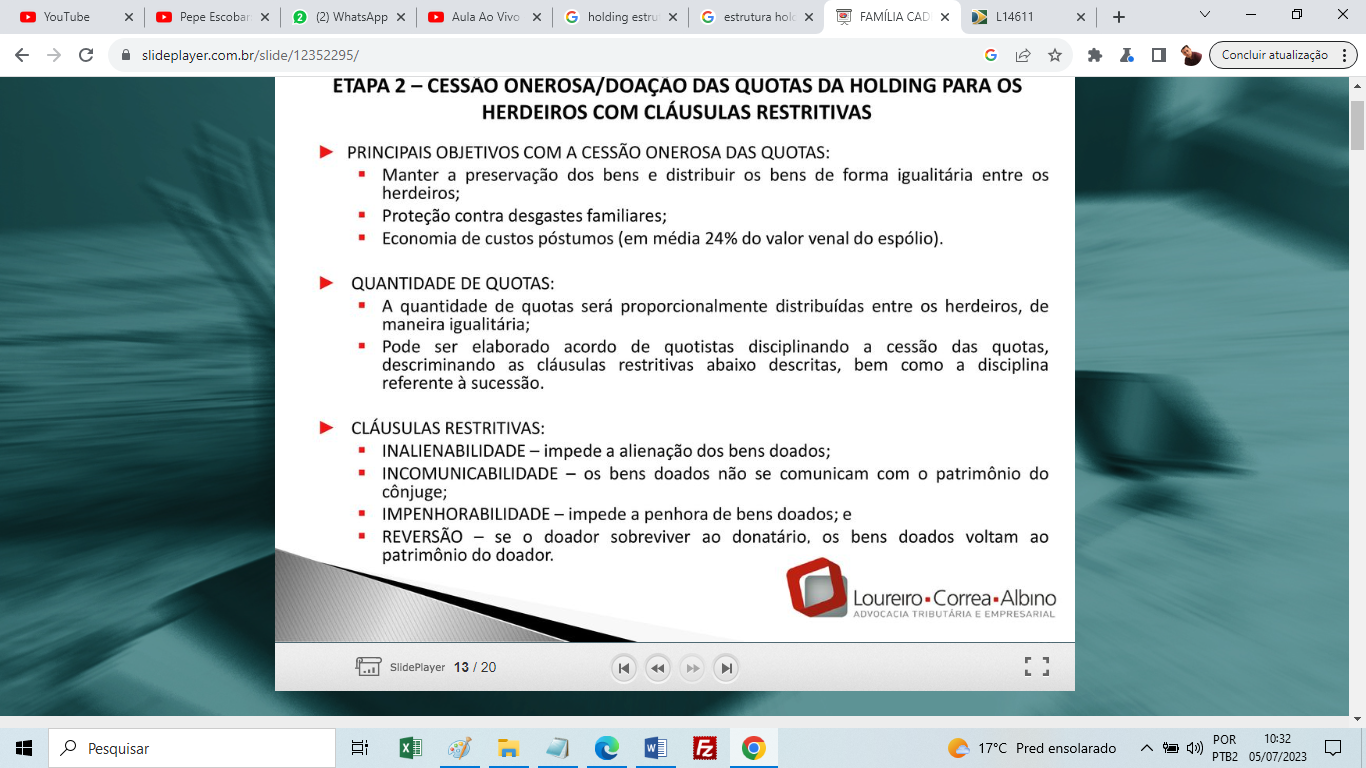 YouTube
Pepe Escobar
(2) WhatsApp
Aula Ao Vivo
holding estru
estrutura hold
FAMÍLIA CAD
L14611
slideplayer.com.br/slide/12352295/
Concluir atualização
ETAPA 2 – CESSÃO ONEROSA/DOAÇÃO DAS QUOTAS DA HOLDING PARA OS
HERDEIROS COM CLÁUSULAS RESTRITIVAS
PRINCIPAIS OBJETIVOS COM A CESSÃO ONEROSA DAS QUOTAS:
Manter a preservação dos bens e distribuir os bens de forma igualitária entre os
herdeiros;
Proteção contra desgastes familiares;
Economia de custos póstumos (em média 24% do valor venal do espólio).
QUANTIDADE DE QUOTAS:
A quantidade de quotas será proporcionalmente distribuídas entre os herdeiros, de
maneira igualitária;
Pode ser elaborado acordo de quotistas disciplinando a cessão das quotas,
descriminando as cláusulas restritivas abaixo descritas, bem como a disciplina
referente à sucessão.
CLÁUSULAS RESTRITIVAS:
INALIENABILIDADE – impede a alienação dos bens doados;
INCOMUNICABILIDADE – os bens doados não se comunicam com o patrimônio do
cônjuge;
IMPENHORABILIDADE – impede a penhora de bens doados; e
REVERSÃO – se o doador sobreviver ao donatário, os bens doados voltam ao
patrimônio do doador.
Loureiro▪Correa▪Albino
ADVOCACIA TRIBUTÁRIA E EMPRESARIAL
SlidePlayer 13 / 20
Pesquisar
17°C Pred ensolarado
POR
PTB2
10:32
05/07/2023